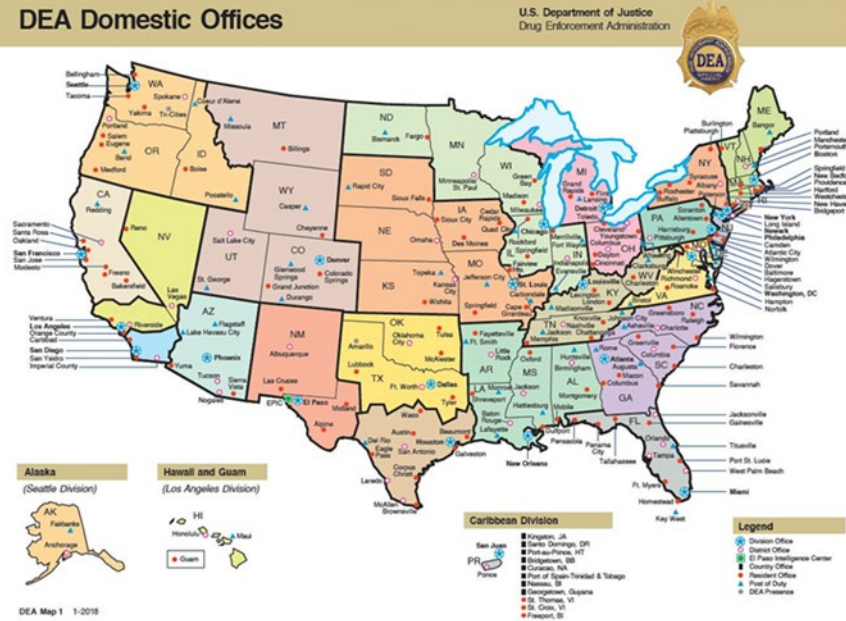 DEA Domestic Offices
U.S. Department of Justice
Drug Enforcement Administration
DEA
Bellingham
Seattle
Tacoma
WA
Spokane
Coeur d'Alene
Yakima
Tri-Cities
Portland
Salem
Eugene
Bend
Medford
OR
ID
Boise
Pocatello
MT
Missoula
Billings
ND
Bismarck
Fargo
MN
Minneapolis
St. Paul
WI
Green
Bay
Madison
Milwaukee
MI
Grand
Rapids
Lansing
Detroit
Toledo
ME
Bangor
Burlington
Plattsburgh
VT
NH
NY
Syracuse
Albany
Rochester
Buffalo
Portland
Manchester
Portsmouth
Boston
Springfield
New Bedford
Providence
Hartford
New Haven
Bridgeport
New York
Long Island
Newark
Philadelphia
Camden
Atlantic City
Wilmington
Dover
Baltimore
Hagerstown
Salisbury
Washington, DC
Hampton
Norfolk
CA
Redding
Sacramento
Santa Rosa
Oakland
San Francisco
San Jose
Modesto
Fresno
Bakersfield
NV
Reno
Las
Vegas
UT
Salt Lake City
St. George
WY
Casper
Cheyenne
CO
Denver
Glenwood
Springs
Colorado
Springs
Grand Junction
Durango
SD
Rapid City
Sioux Falls
NE
Omaha
KS
Topeka
Wichita
Kansas
City
IA
Sioux City
Cedar
Rapids
Quad City
Des Moines
MO
Jefferson City
St. Louis
Springfield
Cape
Girardeau
IL
Chicago
Rockford
Springfield
Carbondale
IN
Merrillville
Fort Wayne
Indianapolis
Evansville
OH
Cleveland
Youngstown
Columbus
Dayton
Cincinnati
PA
Scranton
Allentown
Harrisburg
Pittsburgh
WV
Clarksburg
Charleston
VA
Winchester
Richmond
Roanoke
Bristol
KY
Louisville
Lexington
London
Madisonville
TN
Knoxville
Johnson City
Nashville
Chattanooga
Jackson
Memphis
NC
Greensboro
Raleigh
Asheville
Charlotte
SC
Greenville
Columbia
Wilmington
Florence
Charleston
Savannah
GA
Rome
Atlanta
Augusta
Macon
Columbus
AL
Huntsville
Birmingham
Montgomery
Mobile
MS
Oxford
Jackson
Hattiesburg
Gulfport
AR
Fayetteville
Ft. Smith
Little
Rock
LA
Monroe
Shreveport
Baton
Rouge
Lafayette
New Orleans
OK
Oklahoma
City
Tulsa
McAlester
TX
Amarillo
Lubbock
Ft. Worth
Dallas
Tyler
Midland
Alpine
Waco
Austin
Beaumont
Houston
Galveston
San Antonio
Del Rio
Eagle
Pass
Corpus
Christi
Laredo
McAllen
Brownsville
NM
Albuquerque
Las Cruces
EPIC
El Paso
AZ
Flagstaff
Lake Havasu City
Phoenix
Yuma
Tucson
Sierra
Vista
Nogales
Ventura
Los Angeles
Orange County
Carlsbad
San Diego
San Ysidro
Imperial County
Riverside
FL
Pensacola
Panama
City
Tallahassee
Jacksonville
Gainesville
Orlando
Titusville
Tampa
Port St. Lucie
West Palm Beach
Ft. Myers
Miami
Homestead
Key West
Alaska
(Seattle Division)
AK
Fairbanks
Anchorage
Hawaii and Guam
(Los Angeles Division)
HI
Honolulu
Maui
Guam
Caribbean Division
San Juan
PR
Ponce
Kingston, JA
Santo Domingo, DR
Port-au-Prince, HT
Bridgetown, BB
Curacao, NA
Port of Spain-Trinidad & Tobago
Nassau, BI
Georgetown, Guyana
St. Thomas, VI
St. Croix, VI
Freeport, BI
Legend
Division Office
District Office
El Paso Intelligence Center
Country Office
Resident Office
Post of Duty
DEA Presence
DEA Map 1 1-2018